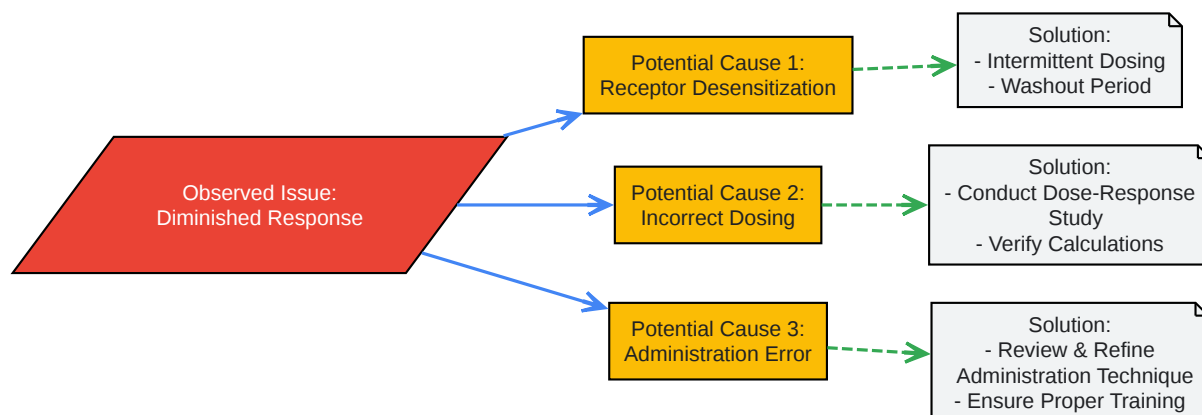 Observed Issue:
Diminished Response
Potential Cause 1:
Receptor Desensitization
Solution:
- Intermittent Dosing
- Washout Period
Potential Cause 2:
Incorrect Dosing
Solution:
- Conduct Dose-Response
Study
- Verify Calculations
Potential Cause 3:
Administration Error
Solution:
- Review & Refine
Administration Technique
- Ensure Proper Training